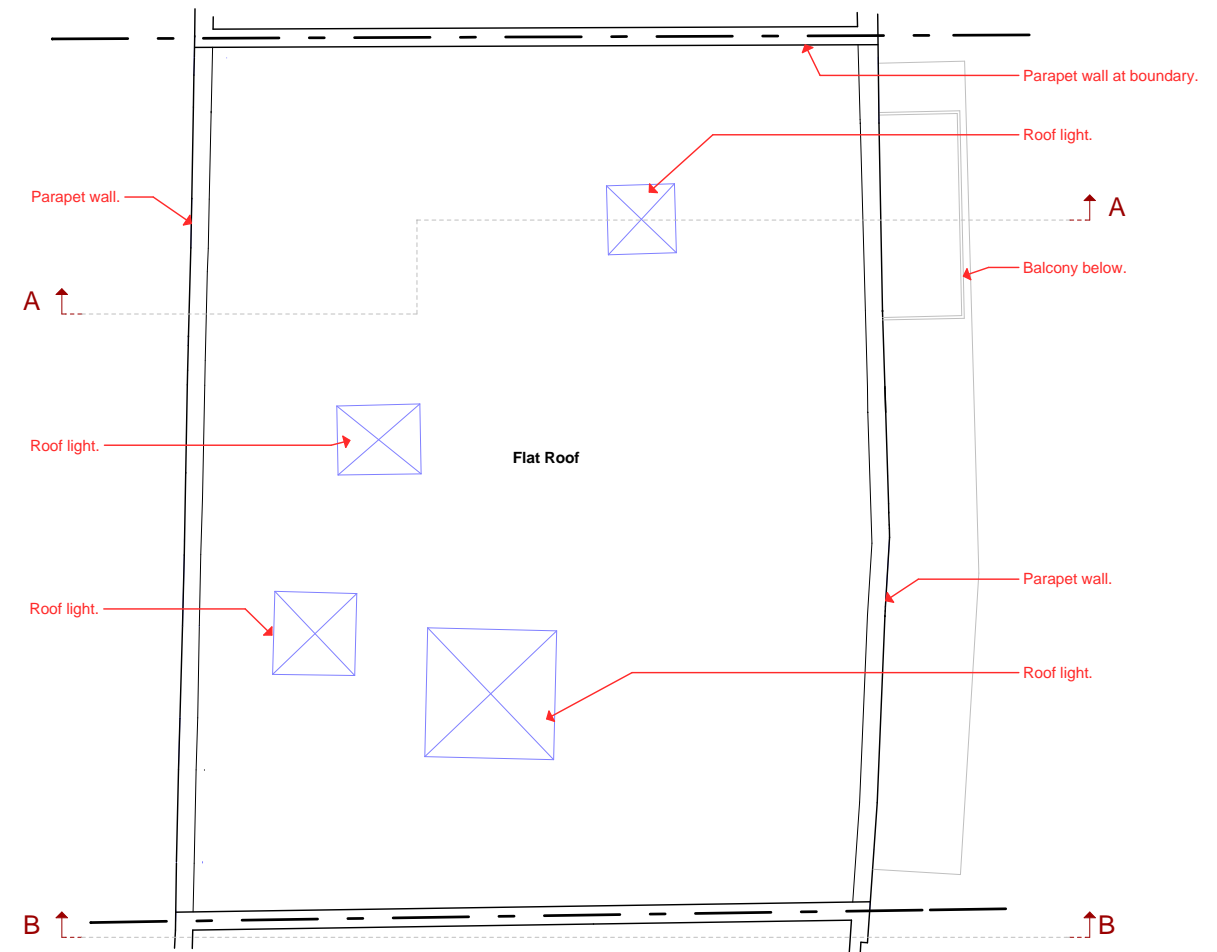 Parapet wall at boundary.
Roof light.
Parapet wall.
A
Balcony below.
A
Roof light.
Flat Roof
Parapet wall.
Roof light.
Roof light.
B
B